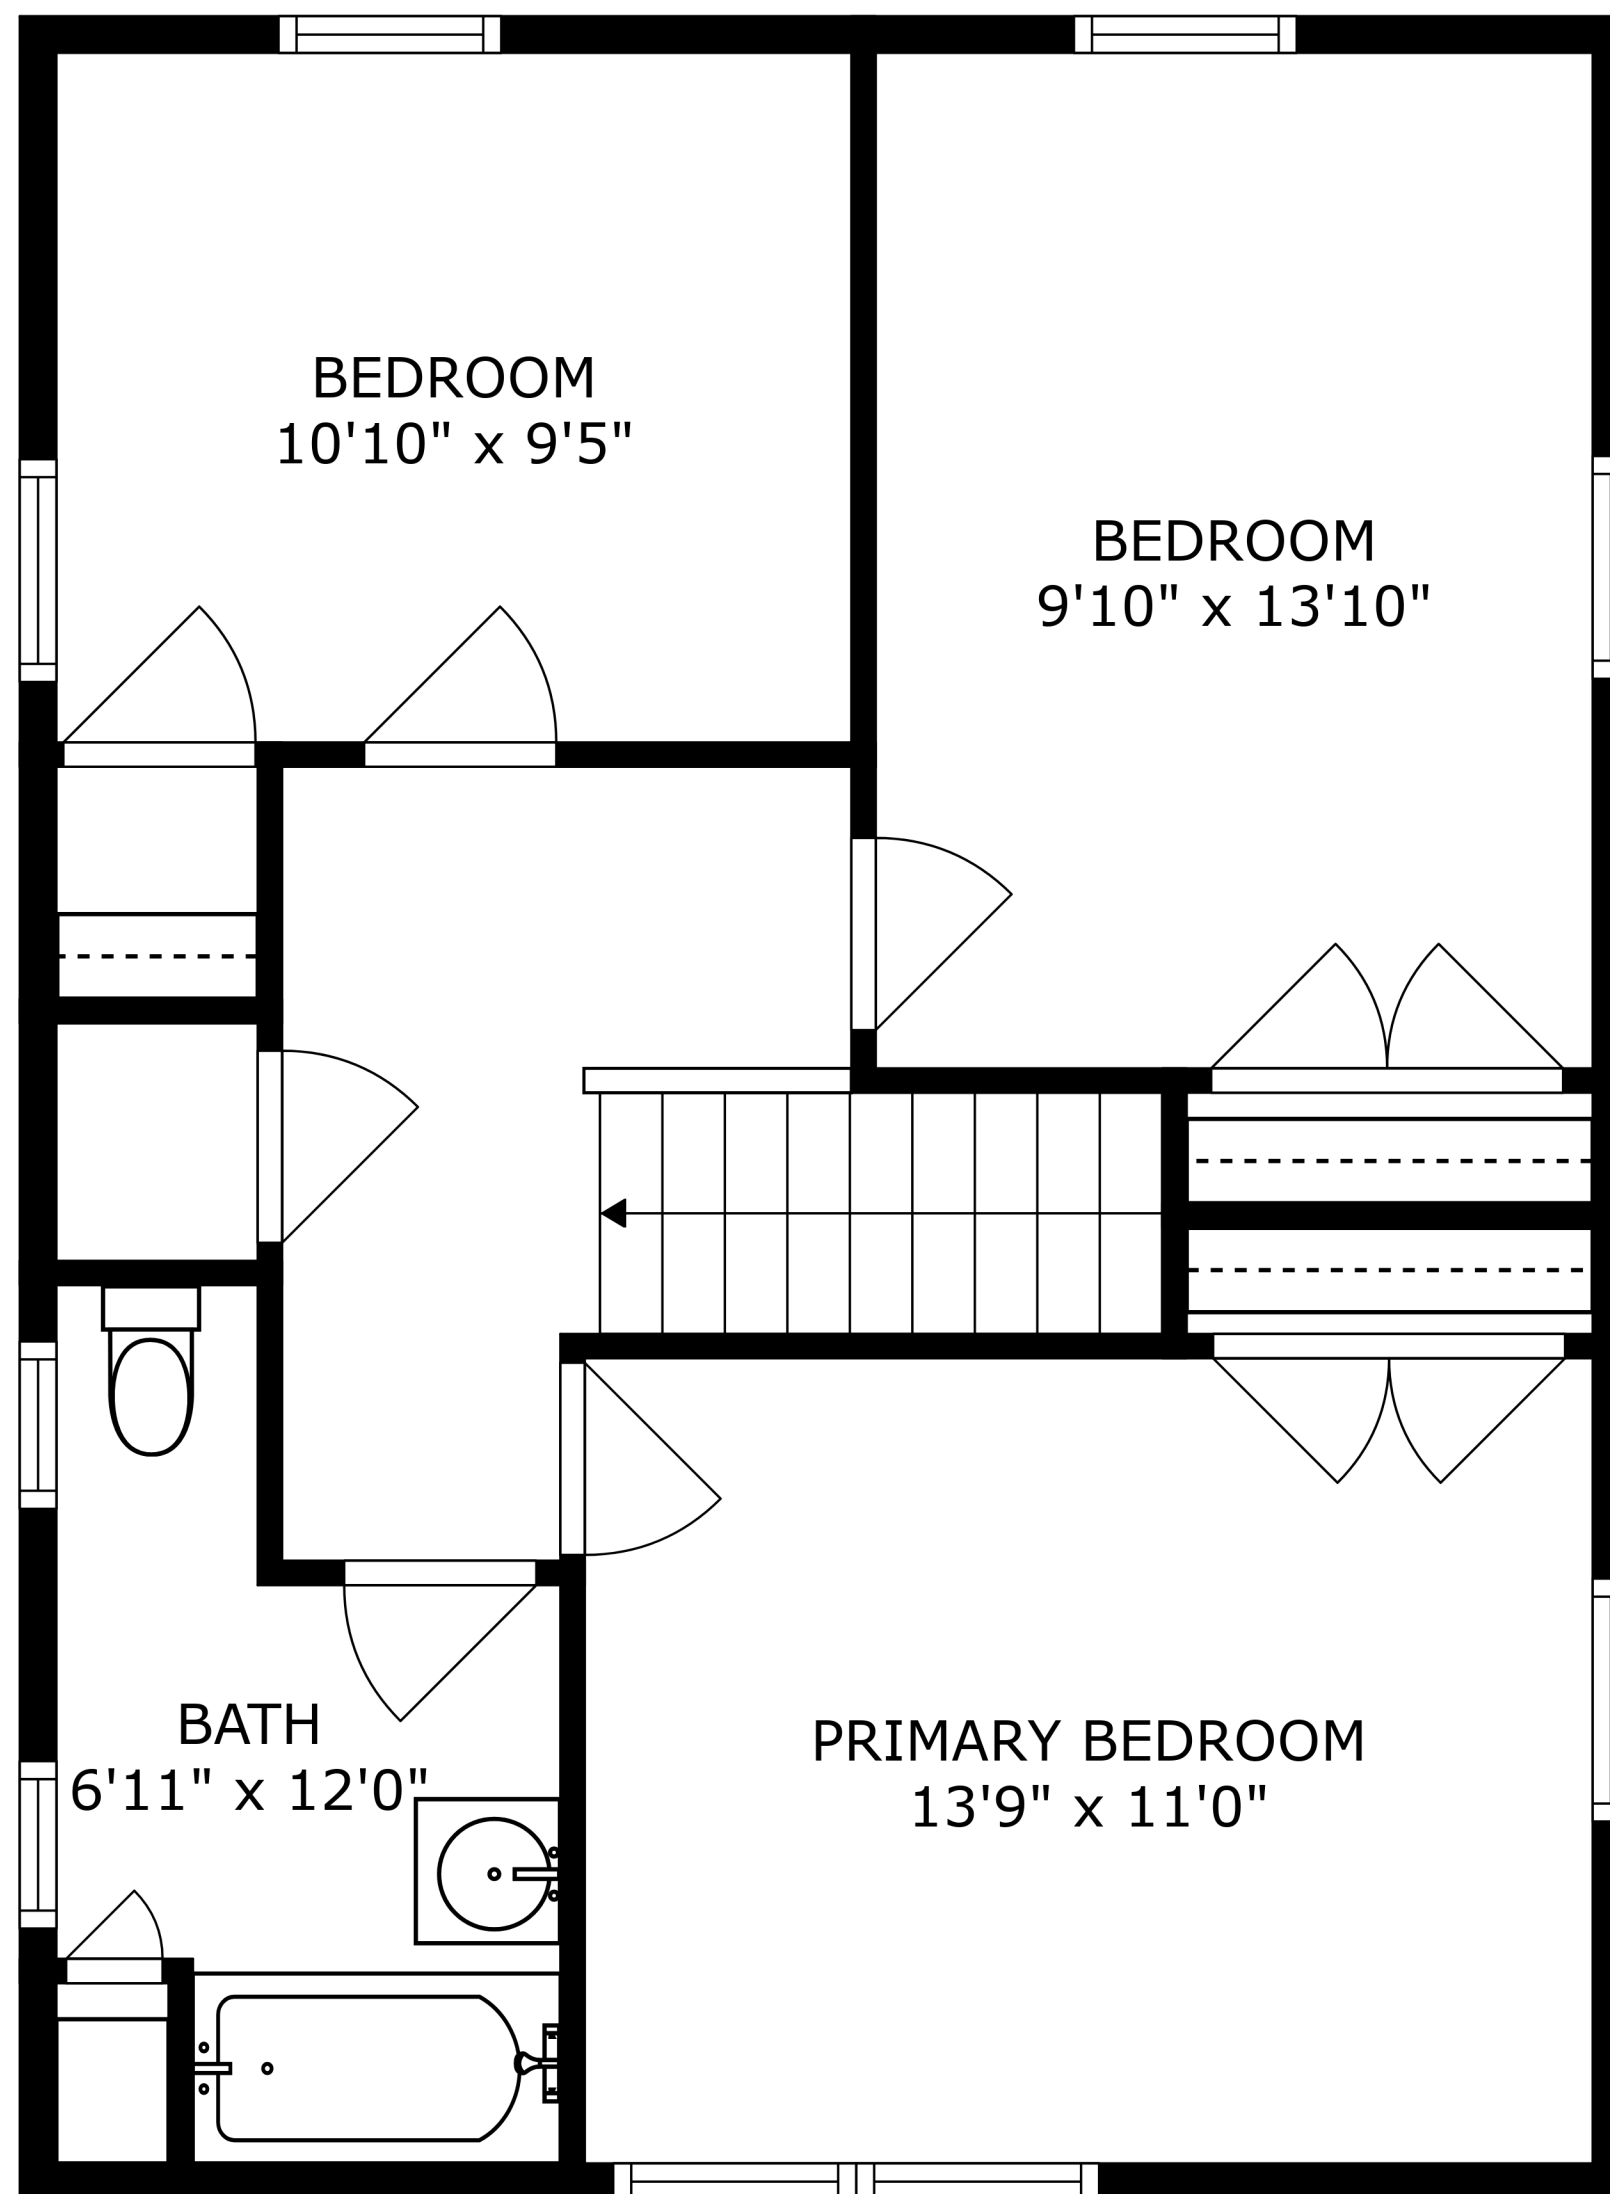 BEDROOM
10'10" x 9'5"
BEDROOM
9'10" x 13'10"
BATH
6'11" x 12'0"
PRIMARY BEDROOM
13'9" x 11'0"